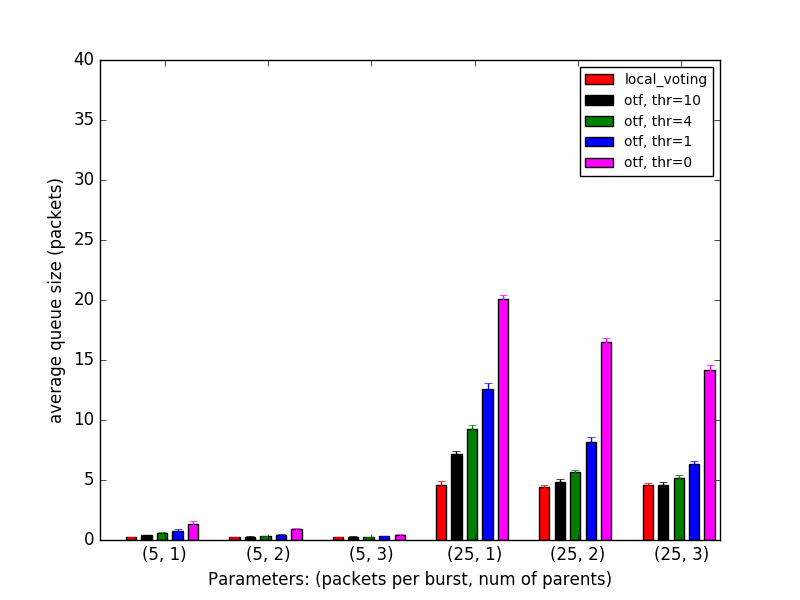 40
35
30
25
20
15
10
5
0
average queue size (packets)
local_voting
otf, thr=10
otf, thr=4
otf, thr=1
otf, thr=0
(5, 1) (5, 2) (5, 3) (25, 1) (25, 2) (25, 3)
Parameters: (packets per burst, num of parents)